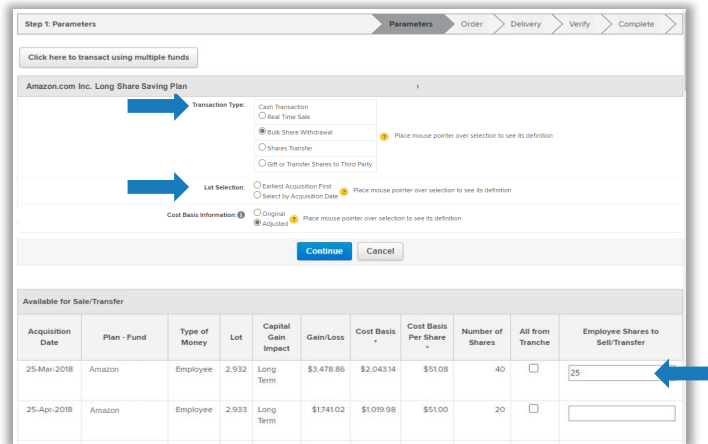 Step 1: Parameters
Parameters
Order
Delivery
Verify
Complete
Click here to transact using multiple funds
Amazon.com Inc. Long Share Saving Plan
Transaction Type:
Cash Transaction
Real Time Sale
Bulk Share Withdrawal
? Place mouse pointer over selection to see its definition
Shares Transfer
Gift or Transfer Shares to Third Party
Lot Selection:
Earliest Acquisition First
Select by Acquisition Date
? Place mouse pointer over selection to see its definition
Cost Basis Information:
Original
Adjusted
? Place mouse pointer over selection to see its definition
Continue
Cancel
Available for Sale/Transfer
Acquisition Date
Plan - Fund
Type of Money
Lot
Capital Gain Impact
Gain/Loss
Cost Basis *
Cost Basis Per Share *
Number of Shares
All from Tranche
Employee Shares to Sell/Transfer
25-Mar-2018 Amazon Employee 2,932 Long Term $3,478.86 $2,043.14 $51.08 40 25
25-Apr-2018 Amazon Employee 2,933 Long Term $1,741.02 $1,019.98 $51.00 20